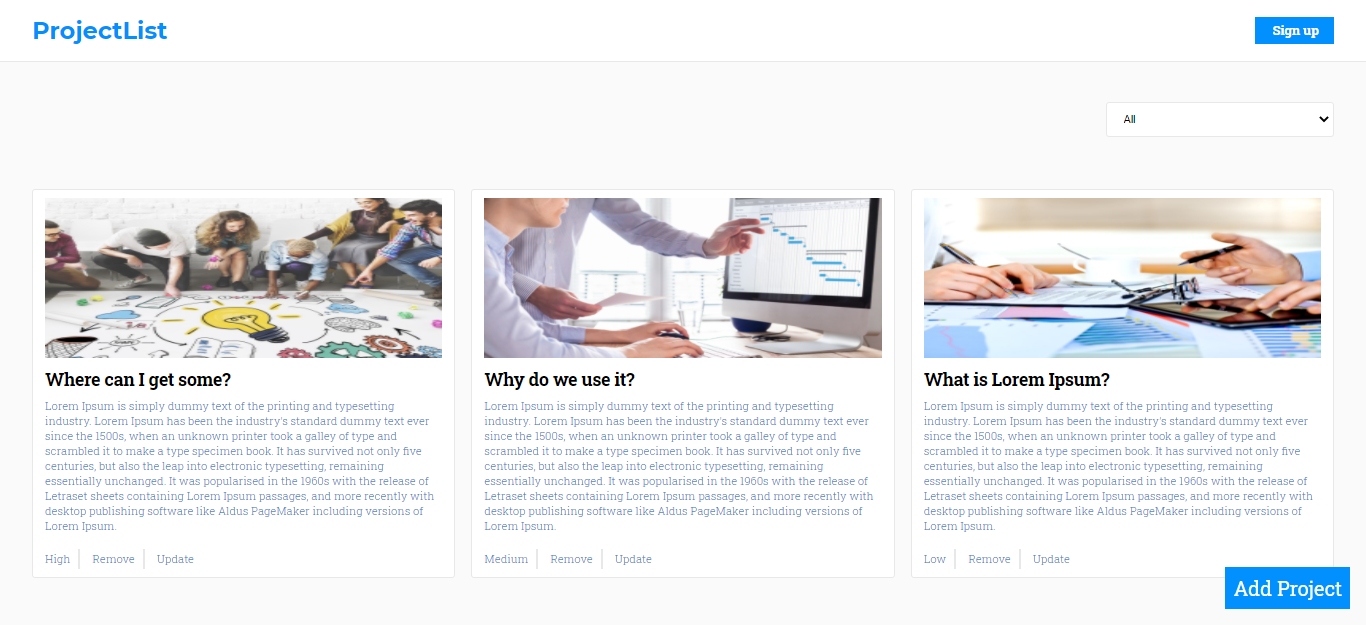 ProjectList
Sign up
All
Where can I get some?
Lorem Ipsum is simply dummy text of the printing and typesetting
industry. Lorem Ipsum has been the industry's standard dummy text ever
since the 1500s, when an unknown printer took a galley of type and
scrambled it to make a type specimen book. It has survived not only five
centuries, but also the leap into electronic typesetting, remaining
essentially unchanged. It was popularised in the 1960s with the release of
Letraset sheets containing Lorem Ipsum passages, and more recently with
desktop publishing software like Aldus PageMaker including versions of
Lorem Ipsum.
High Remove Update
Why do we use it?
Lorem Ipsum is simply dummy text of the printing and typesetting
industry. Lorem Ipsum has been the industry's standard dummy text ever
since the 1500s, when an unknown printer took a galley of type and
scrambled it to make a type specimen book. It has survived not only five
centuries, but also the leap into electronic typesetting, remaining
essentially unchanged. It was popularised in the 1960s with the release of
Letraset sheets containing Lorem Ipsum passages, and more recently with
desktop publishing software like Aldus PageMaker including versions of
Lorem Ipsum.
Medium Remove Update
What is Lorem Ipsum?
Lorem Ipsum is simply dummy text of the printing and typesetting
industry. Lorem Ipsum has been the industry's standard dummy text ever
since the 1500s, when an unknown printer took a galley of type and
scrambled it to make a type specimen book. It has survived not only five
centuries, but also the leap into electronic typesetting, remaining
essentially unchanged. It was popularised in the 1960s with the release of
Letraset sheets containing Lorem Ipsum passages, and more recently with
desktop publishing software like Aldus PageMaker including versions of
Lorem Ipsum.
Low Remove Update
Add Project